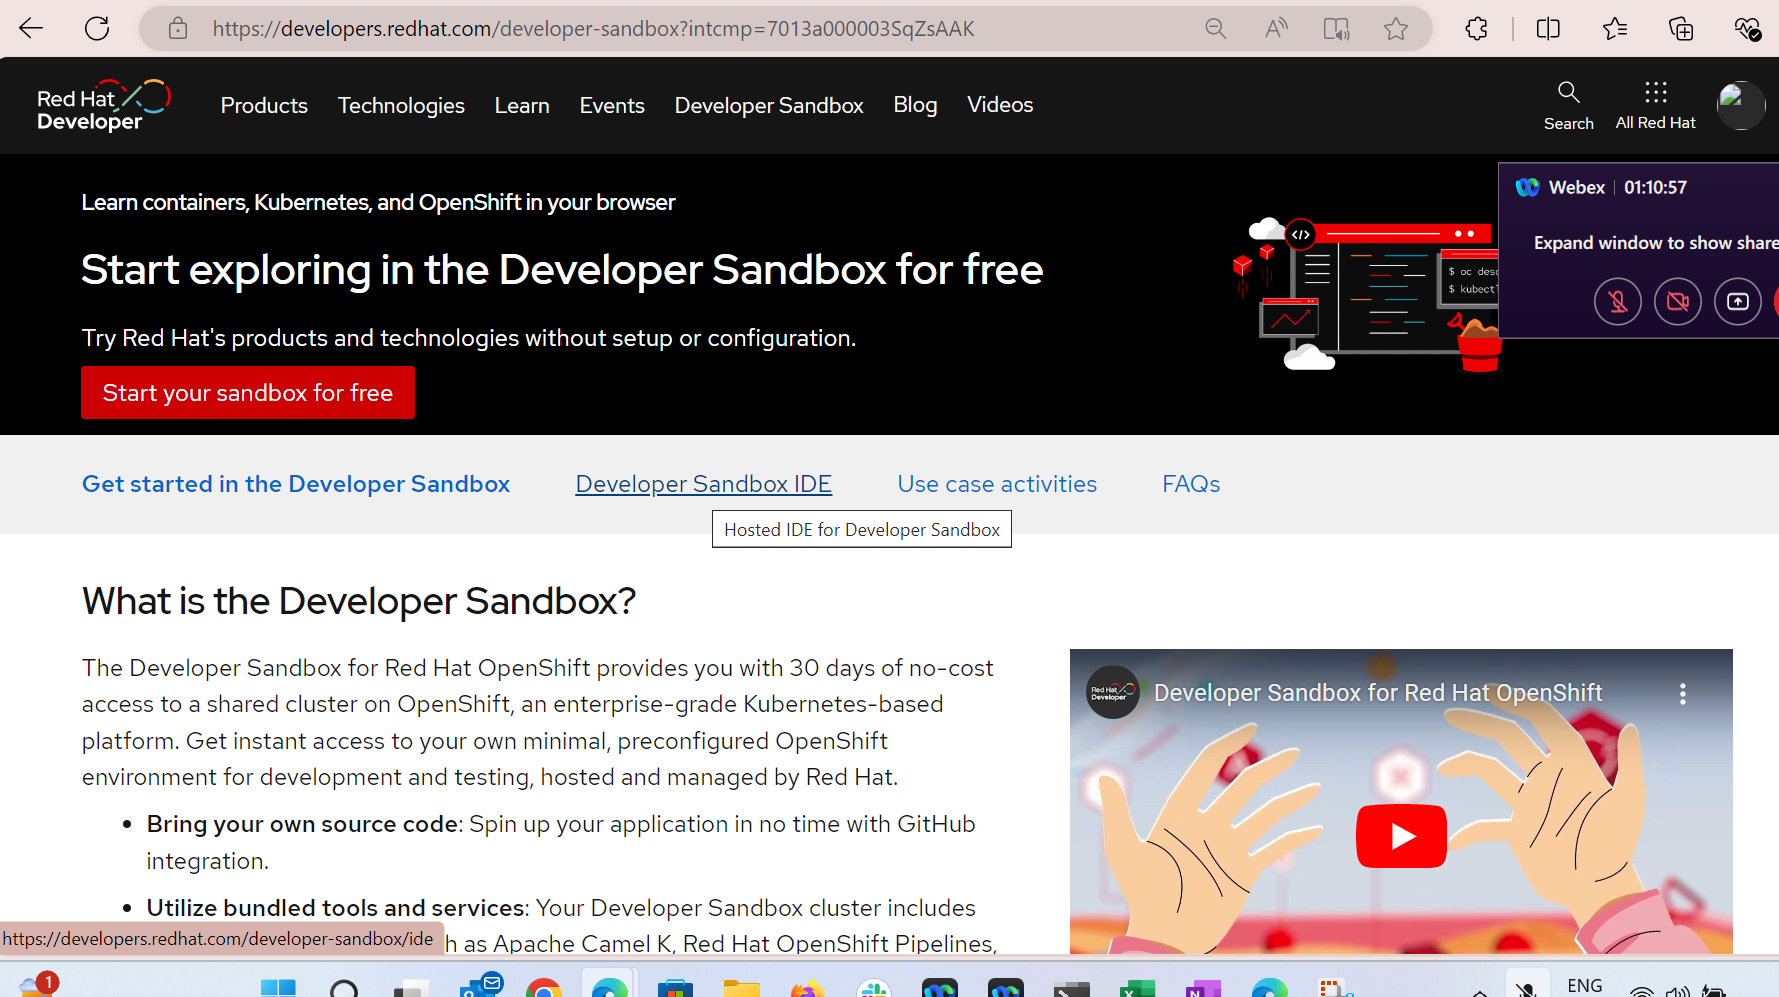 https://developers.redhat.com/developer-sandbox?intcmp=7013a000003SqZsAAK
Red Hat
Developer
Products
Technologies
Learn
Events
Developer Sandbox
Blog
Videos
Search
All Red Hat
Learn containers, Kubernetes, and OpenShift in your browser
Start exploring in the Developer Sandbox for free
Try Red Hat's products and technologies without setup or configuration.
Start your sandbox for free
</>
$ oc desc
$ kubectl
Webex | 01:10:57
Expand window to show share
Get started in the Developer Sandbox
Developer Sandbox IDE
Use case activities
FAQs
Hosted IDE for Developer Sandbox
What is the Developer Sandbox?
The Developer Sandbox for Red Hat OpenShift provides you with 30 days of no-cost
access to a shared cluster on OpenShift, an enterprise-grade Kubernetes-based
platform. Get instant access to your own minimal, preconfigured OpenShift
environment for development and testing, hosted and managed by Red Hat.
• Bring your own source code: Spin up your application in no time with GitHub
integration.
• Utilize bundled tools and services: Your Developer Sandbox cluster includes
h as Apache Camel K, Red Hat OpenShift Pipelines,
Red Hat
Developer
Developer Sandbox for Red Hat OpenShift
https://developers.redhat.com/developer-sandbox/ide
1
ENG